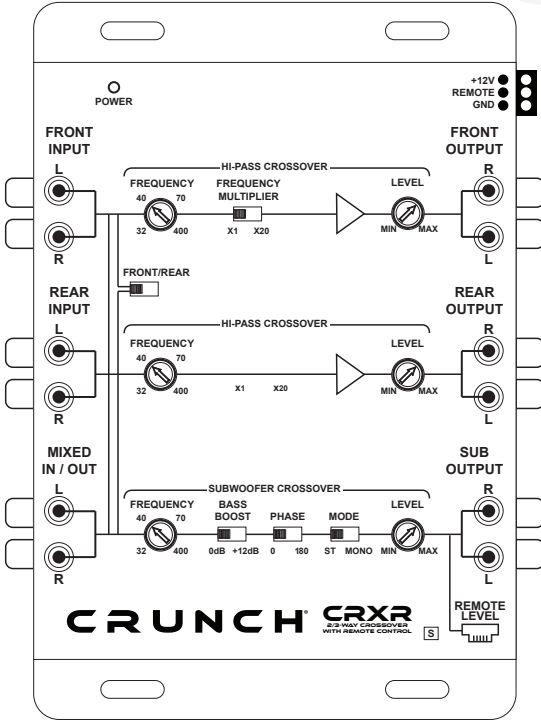 POWER
+12V
REMOTE
GND
FRONT
INPUT
L
R
HI-PASS CROSSOVER
FREQUENCY
40 70
32 400
FREQUENCY
MULTIPLIER
X1 X20
LEVEL
MIN MAX
FRONT
OUTPUT
R
L
FRONT/REAR
REAR
INPUT
L
R
HI-PASS CROSSOVER
FREQUENCY
40 70
32 400
X1 X20
LEVEL
MIN MAX
REAR
OUTPUT
R
L
MIXED
IN / OUT
L
R
SUBWOOFER CROSSOVER
FREQUENCY
40 70
32 400
BASS
BOOST
0dB +12dB
PHASE
0 180
MODE
ST MONO
LEVEL
MIN MAX
SUB
OUTPUT
R
L
REMOTE
LEVEL
CRUNCH®
CRXR
2/3-WAY CROSSOVER
WITH REMOTE CONTROL
S